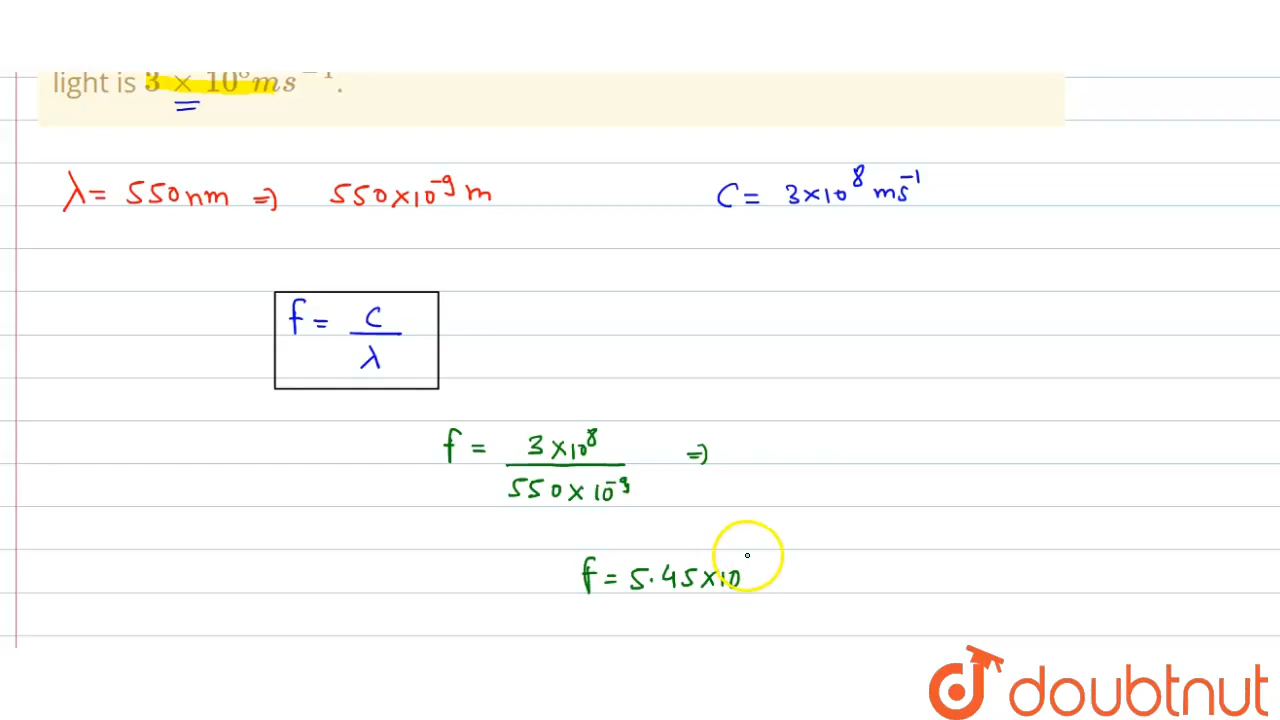 light is 3 × 10⁸ms⁻¹.
λ = 550nm ⇒ 550×10⁻⁹ m
C = 3×10⁸ ms⁻¹
f = C/λ
f = 3×10⁸/550×10⁻⁹ ⇒
f = 5.45×10
doubtnut